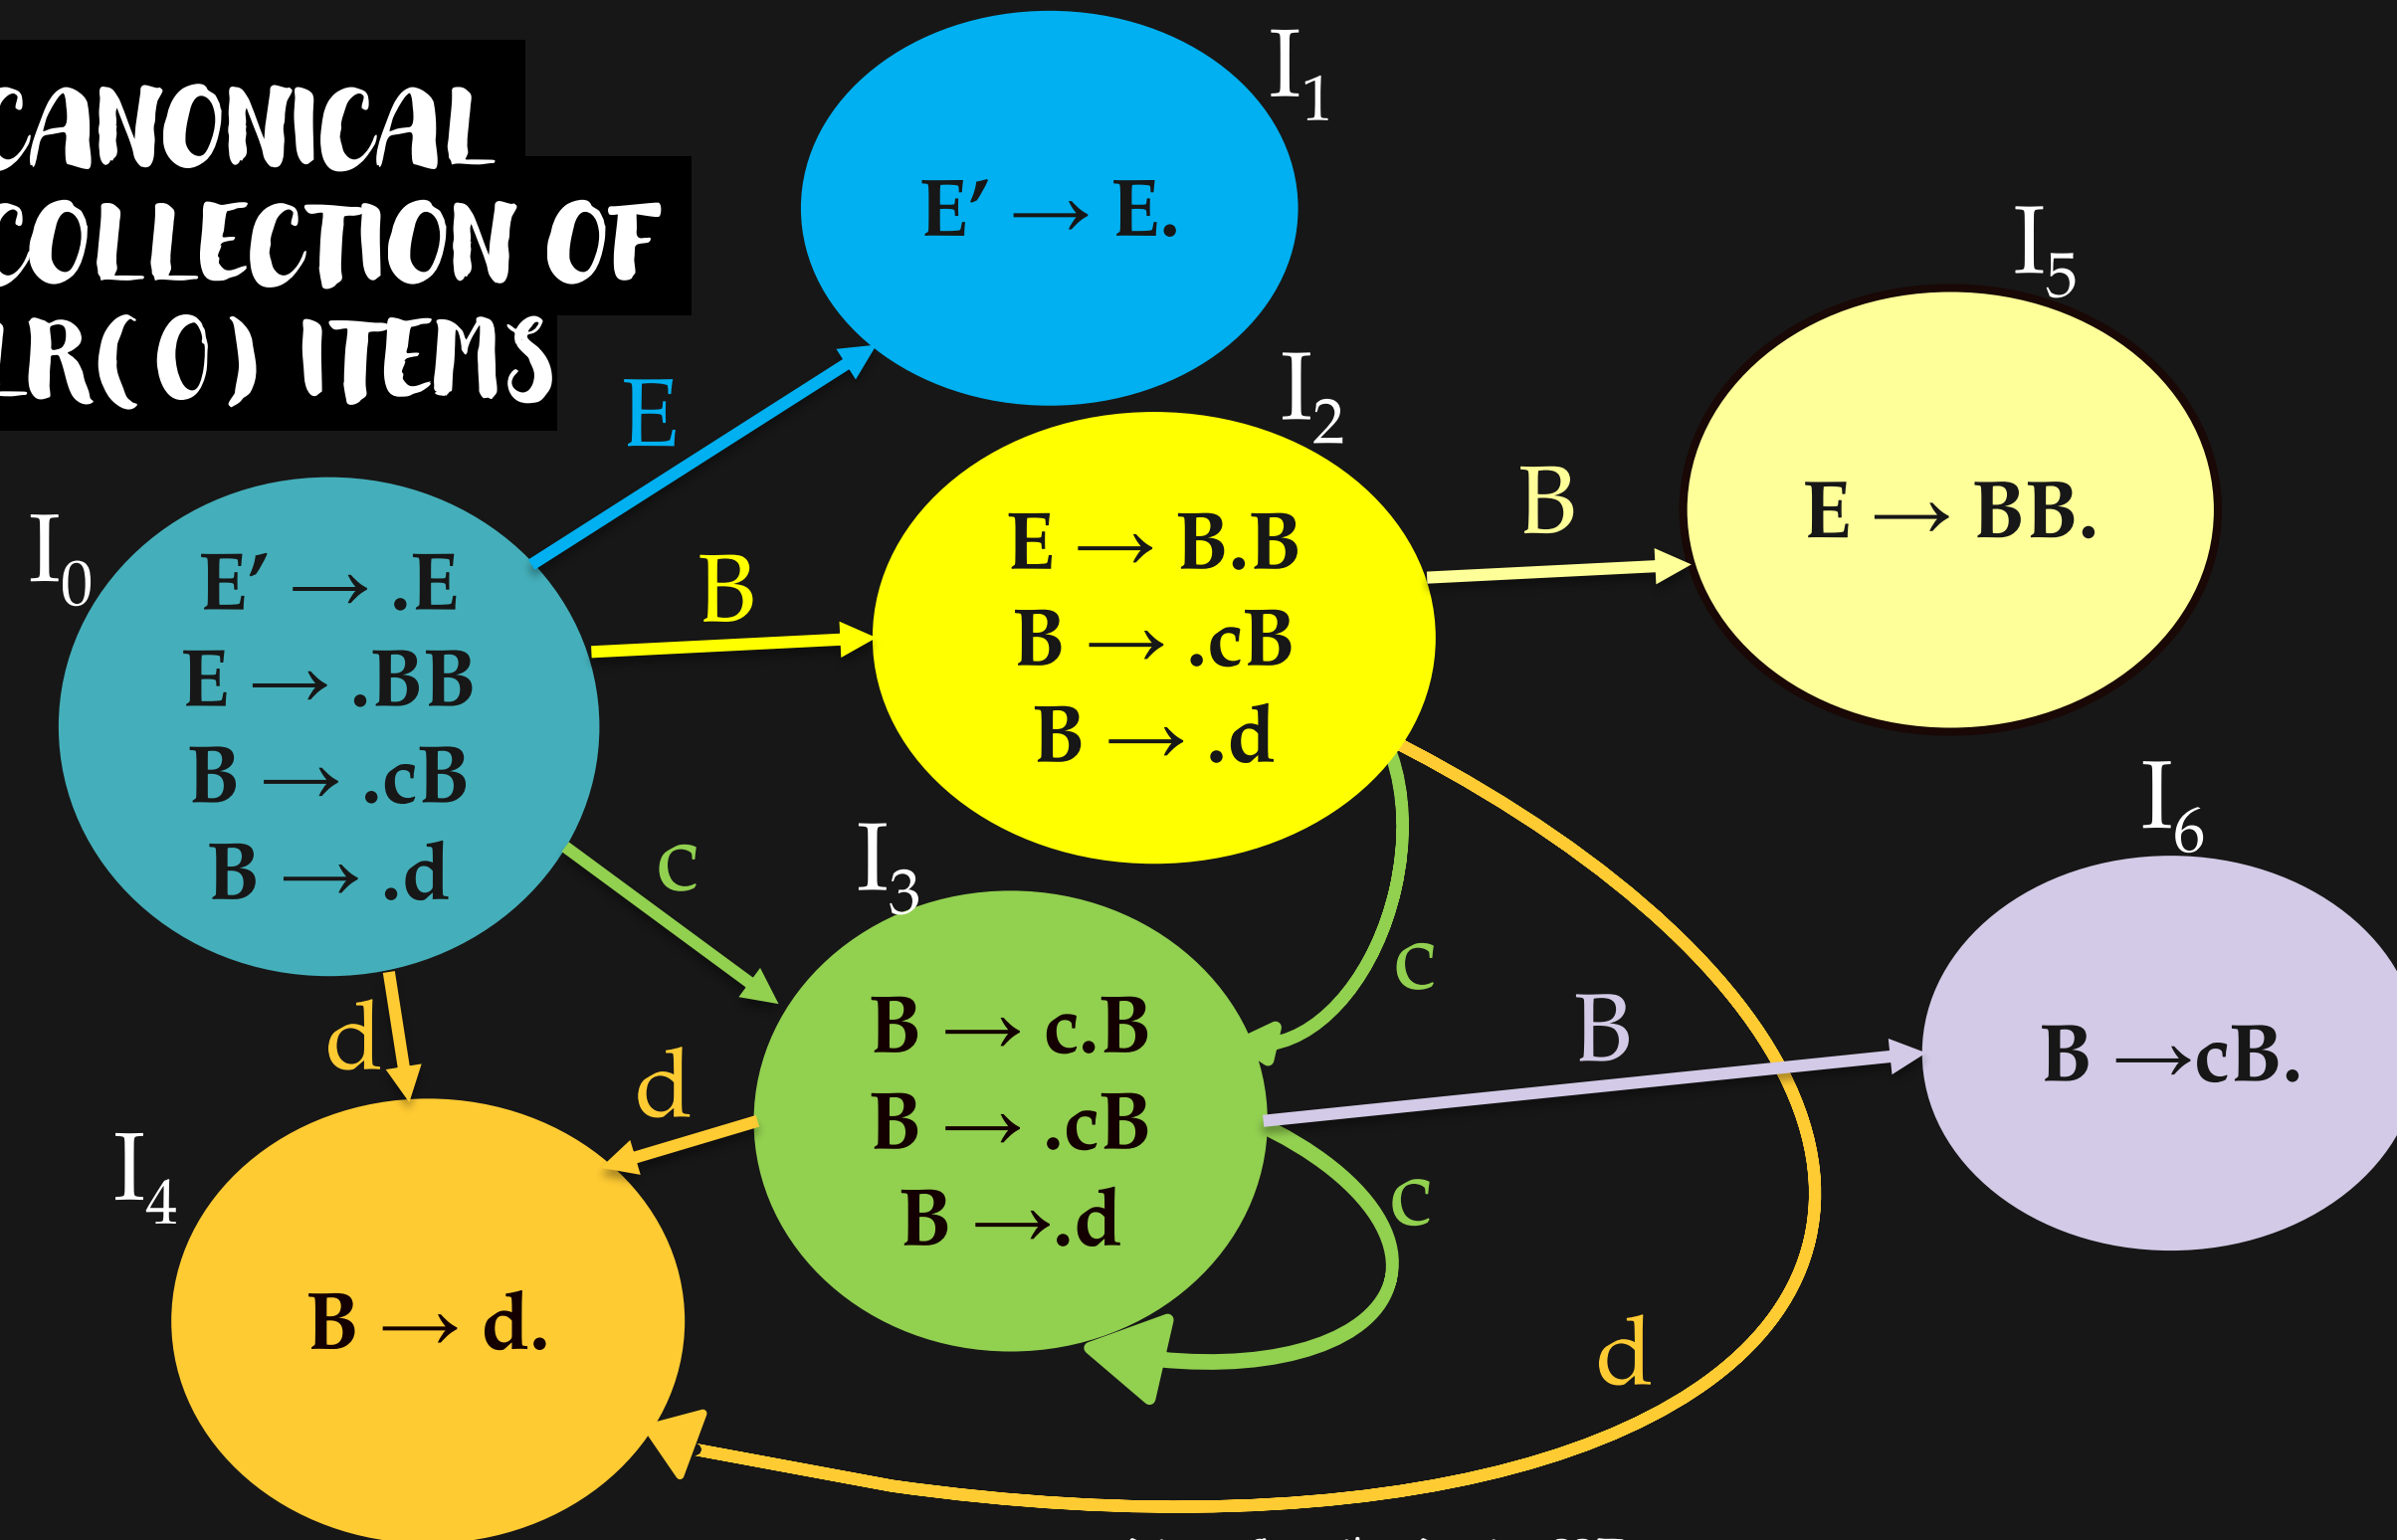 CANONICAL
COLLECTION OF
LR(0) ITEMS
I0
E′ → .E
E → .BB
B → .cB
B → .d
E
I1
E′ → E.
B
I2
E → B.B
B → .cB
B → .d
B
I5
E → BB.
c
I3
B → c.B
B → .cB
B →.d
c
c
B
I6
B →cB.
d
d
I4
B → d.
d